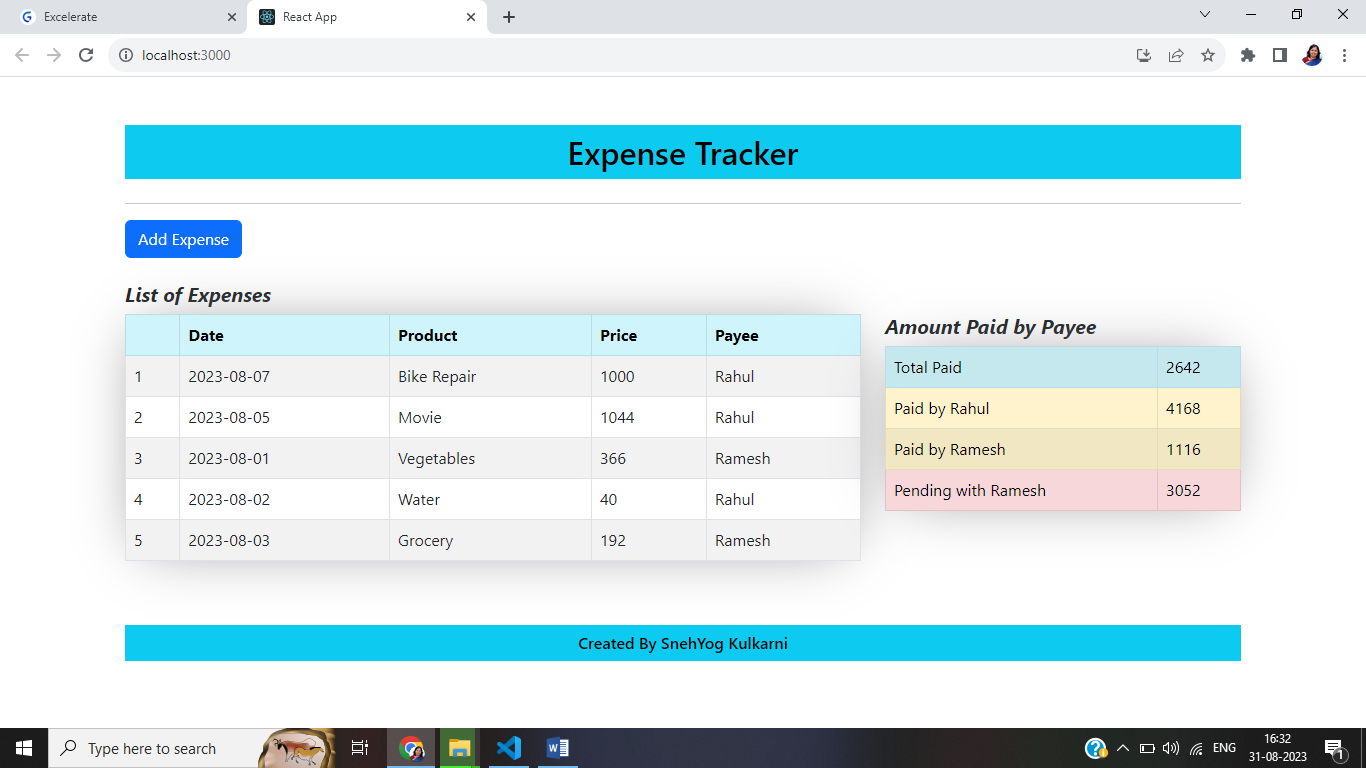 Excelerate
React App
localhost:3000
Expense Tracker
Add Expense
List of Expenses
Date Product Price Payee
1 2023-08-07 Bike Repair 1000 Rahul
2 2023-08-05 Movie 1044 Rahul
3 2023-08-01 Vegetables 366 Ramesh
4 2023-08-02 Water 40 Rahul
5 2023-08-03 Grocery 192 Ramesh
Amount Paid by Payee
Total Paid 2642
Paid by Rahul 4168
Paid by Ramesh 1116
Pending with Ramesh 3052
Created By SnehYog Kulkarni
Type here to search
ENG
16:32
31-08-2023
1